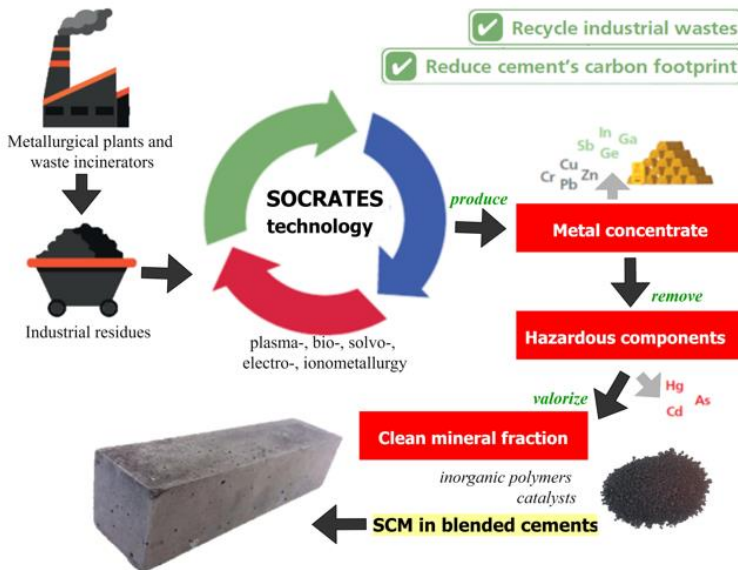 Recycle industrial wastes
Reduce cement's carbon footprint
Metallurgical plants and
waste incinerators
Industrial residues
SOCRATES
technology
plasma-, bio-, solvo-,
electro-, ionometallurgy
produce
In
Sb
Ga
Ge
Cu
Cr
Zn
Pb
Metal concentrate
remove
Hazardous components
Hg
As
Cd
valorize
Clean mineral fraction
inorganic polymers
catalysts
SCM in blended cements